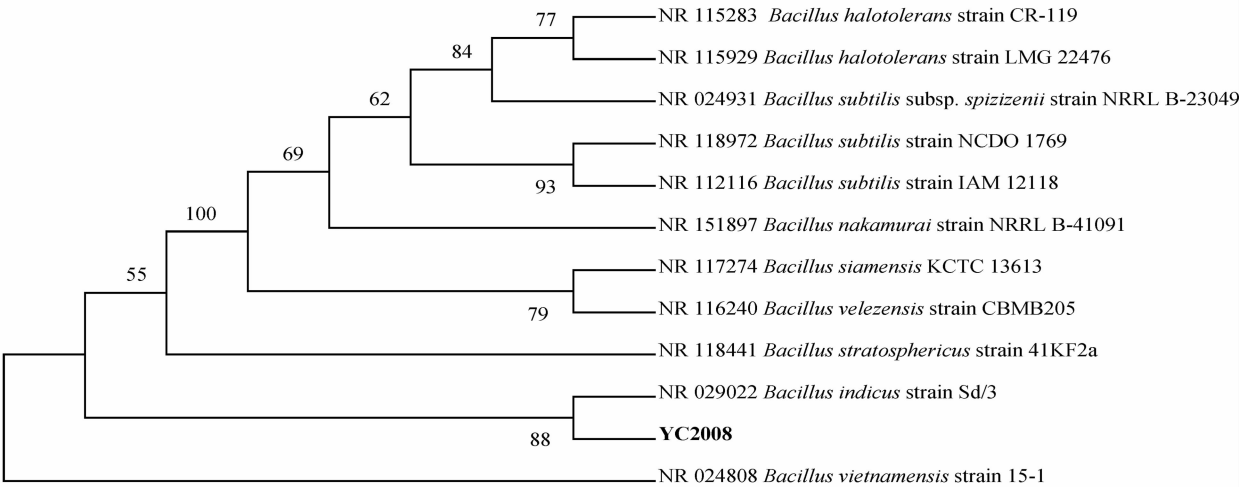 77
NR 115283 Bacillus halotolerans strain CR-119
84
NR 115929 Bacillus halotolerans strain LMG 22476
62
NR 024931 Bacillus subtilis subsp. spizizenii strain NRRL B-23049
69
NR 118972 Bacillus subtilis strain NCDO 1769
93
NR 112116 Bacillus subtilis strain IAM 12118
100
NR 151897 Bacillus nakamurai strain NRRL B-41091
55
NR 117274 Bacillus siamensis KCTC 13613
79
NR 116240 Bacillus velezensis strain CBMB205
NR 118441 Bacillus stratosphericus strain 41KF2a
NR 029022 Bacillus indicus strain Sd/3
88
YC2008
NR 024808 Bacillus vietnamensis strain 15-1